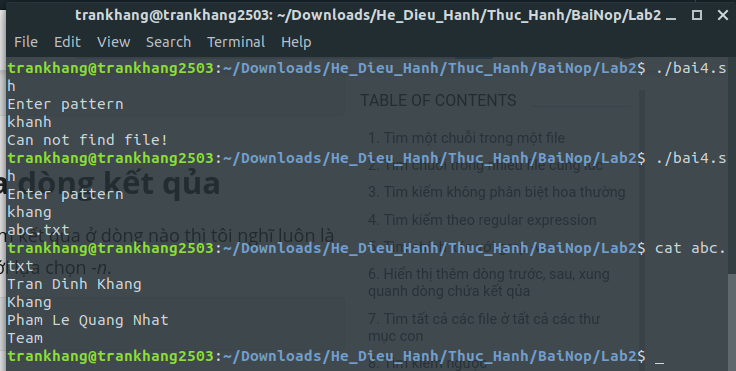 trankhang@trankhang2503: ~/Downloads/He_Dieu_Hanh/Thuc_Hanh/BaiNop/Lab2
File Edit View Search Terminal Help
trankhang@trankhang2503:~/Downloads/He_Dieu_Hanh/Thuc_Hanh/BaiNop/Lab2$ ./bai4.s
h
Enter pattern
khanh
Can not find file!
trankhang@trankhang2503:~/Downloads/He_Dieu_Hanh/Thuc_Hanh/BaiNop/Lab2$ ./bai4.s
h
Enter pattern
khang
abc.txt
trankhang@trankhang2503:~/Downloads/He_Dieu_Hanh/Thuc_Hanh/BaiNop/Lab2$ cat abc.
txt
Tran Dinh Khang
Khang
Pham Le Quang Nhat
Team
trankhang@trankhang2503:~/Downloads/He_Dieu_Hanh/Thuc_Hanh/BaiNop/Lab2$ _
dòng kết qủa
kết quả ở dòng nào thì tôi nghĩ luôn là
lựa chọn -n.
TABLE OF CONTENTS
1. Tìm một chuỗi trong một file
2. Tìm chuỗi trong nhiều file cùng lúc
3. Tìm kiếm không phân biệt hoa thường
4. Tìm kiếm theo regular expression
6. Hiển thị thêm dòng trước, sau, xung
quanh dòng chứa kết qủa
7. Tìm tất cả các file ở tất cả các thư
mục con
8. Tìm kiếm ngược